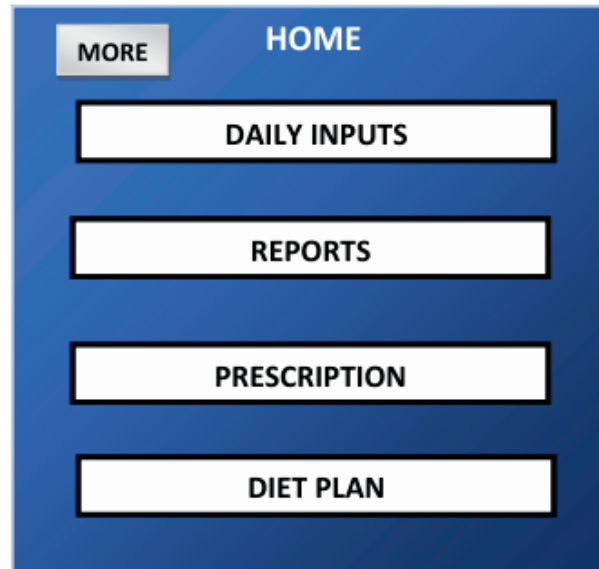 HOME
MORE
DAILY INPUTS
REPORTS
PRESCRIPTION
DIET PLAN